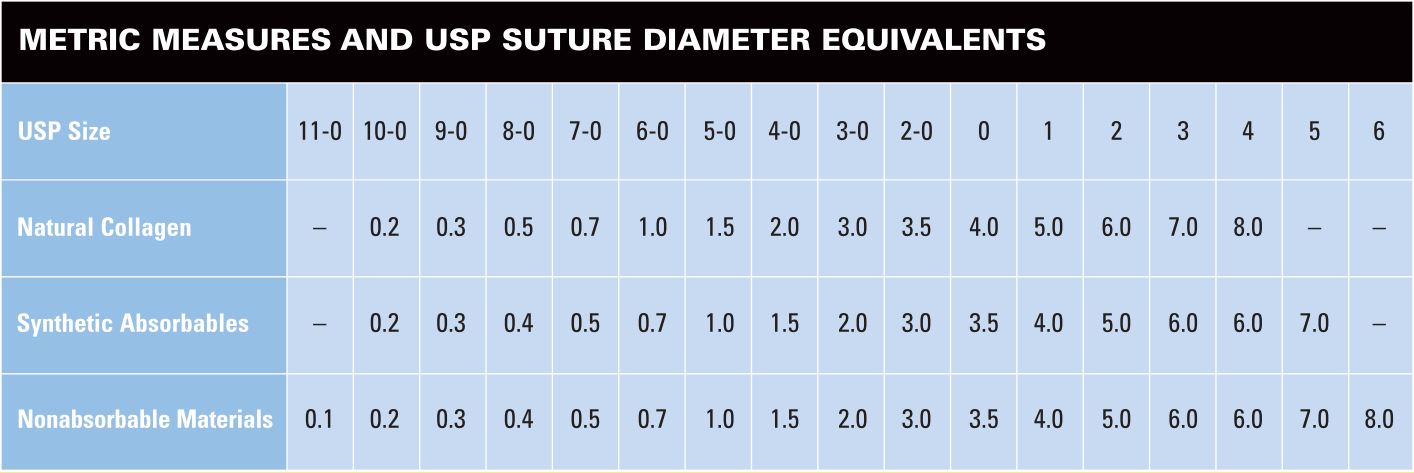 METRIC MEASURES AND USP SUTURE DIAMETER EQUIVALENTS
USP Size 11-0 10-0 9-0 8-0 7-0 6-0 5-0 4-0 3-0 2-0 0 1 2 3 4 5 6
Natural Collagen – 0.2 0.3 0.5 0.7 1.0 1.5 2.0 3.0 3.5 4.0 5.0 6.0 7.0 8.0 – –
Synthetic Absorbables – 0.2 0.3 0.4 0.5 0.7 1.0 1.5 2.0 3.0 3.5 4.0 5.0 6.0 6.0 7.0 –
Nonabsorbable Materials 0.1 0.2 0.3 0.4 0.5 0.7 1.0 1.5 2.0 3.0 3.5 4.0 5.0 6.0 6.0 7.0 8.0